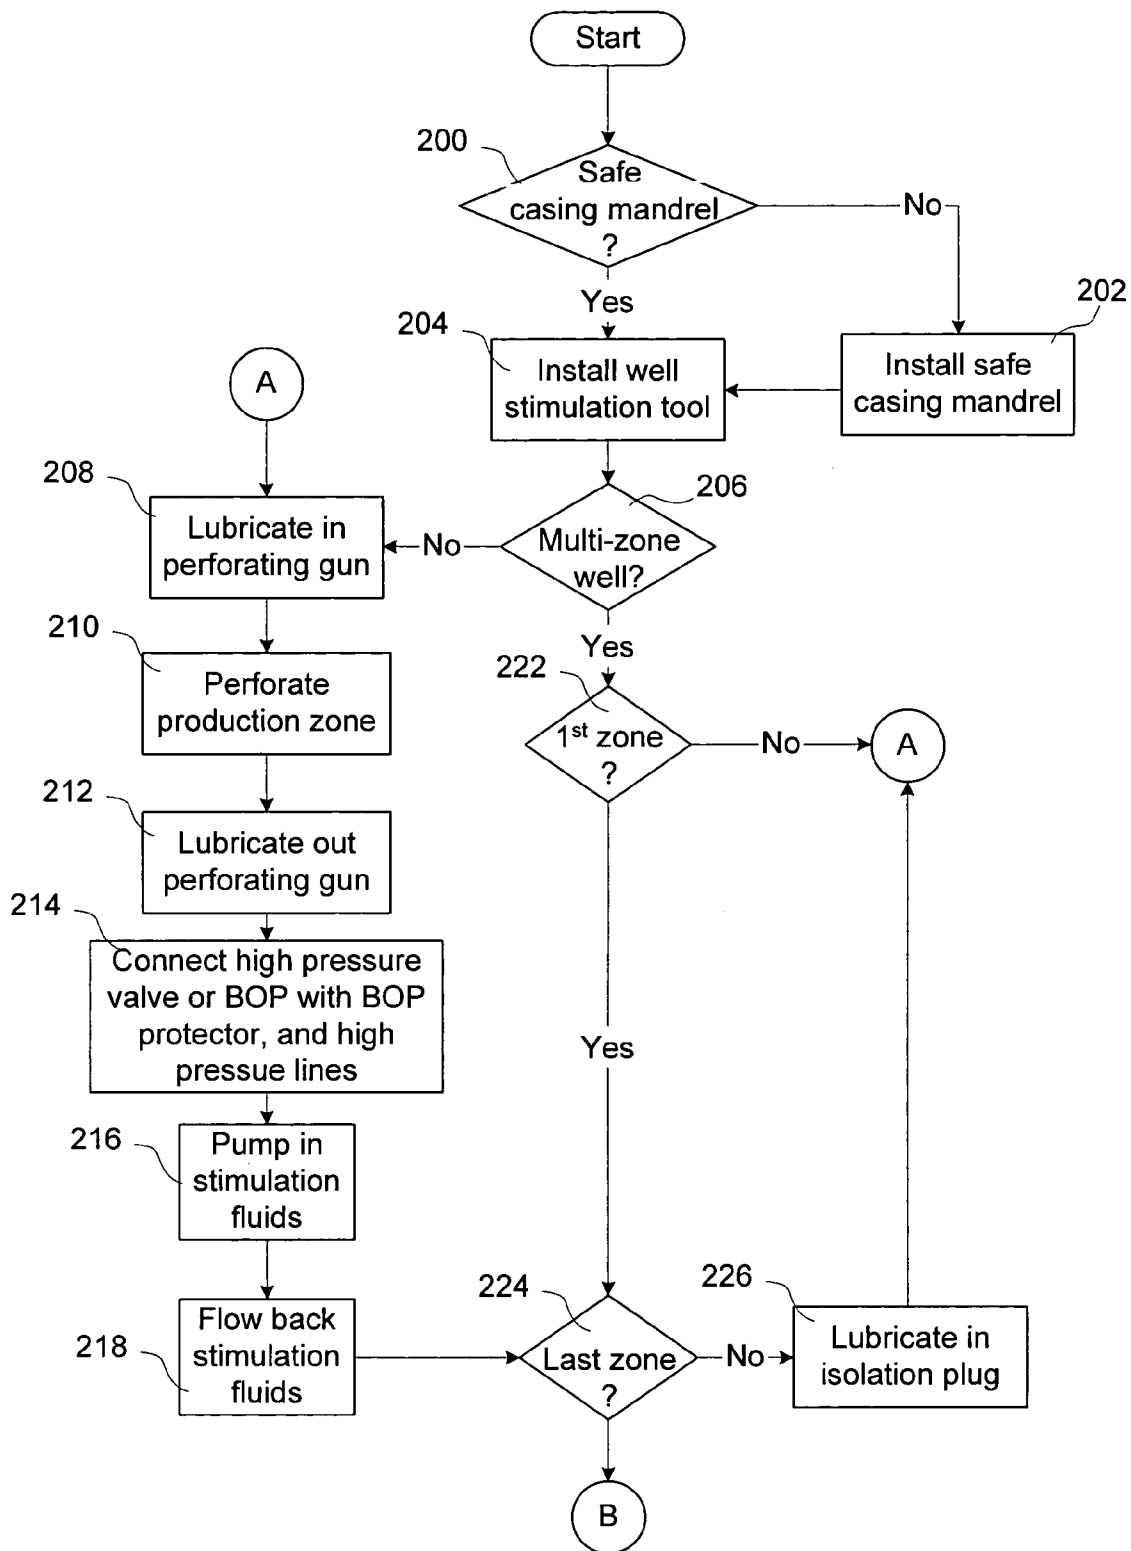 Start
200
Safe
casing mandrel
?
No
Yes
202
Install safe
casing mandrel
204
Install well
stimulation tool
A
208
Lubricate in
perforating gun
No
206
Multi-zone
well?
Yes
210
Perforate
production zone
222
1st zone
?
No
A
212
Lubricate out
perforating gun
214
Connect high pressure
valve or BOP with BOP
protector, and high
pressue lines
Yes
216
Pump in
stimulation
fluids
218
Flow back
stimulation
fluids
224
Last zone
?
No
226
Lubricate in
isolation plug
B